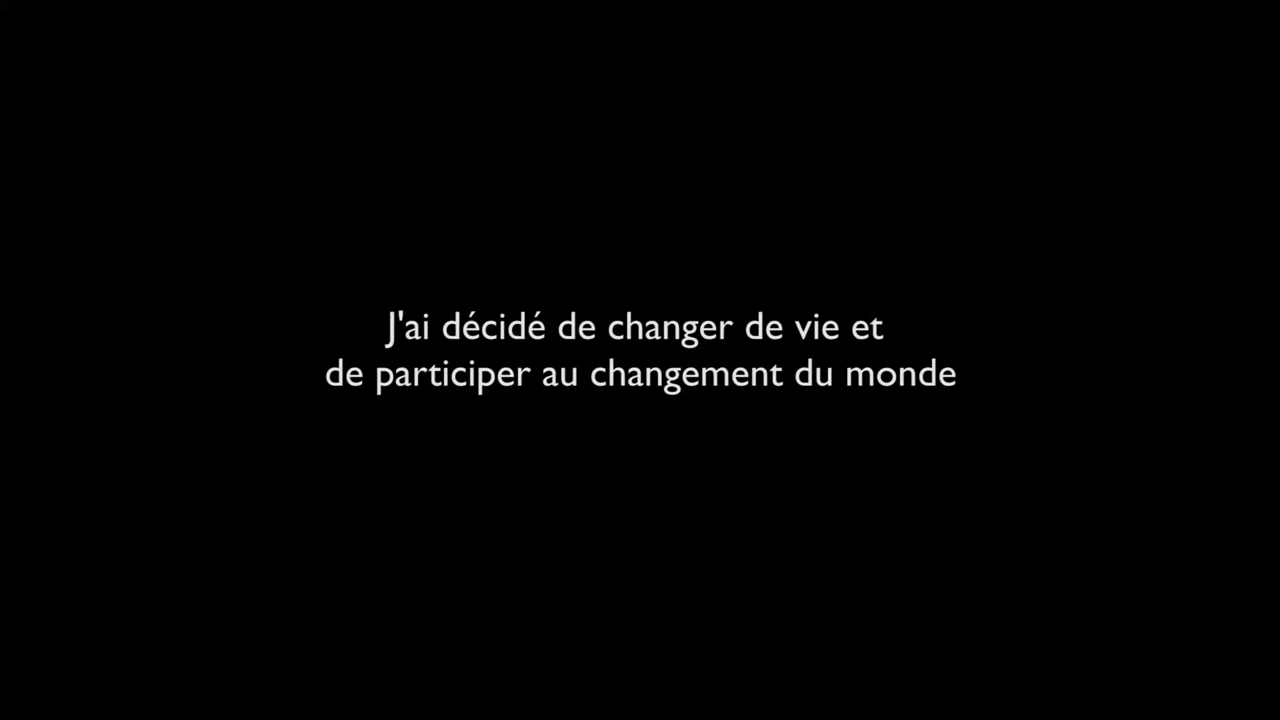 J'ai décidé de changer de vie et
de participer au changement du monde